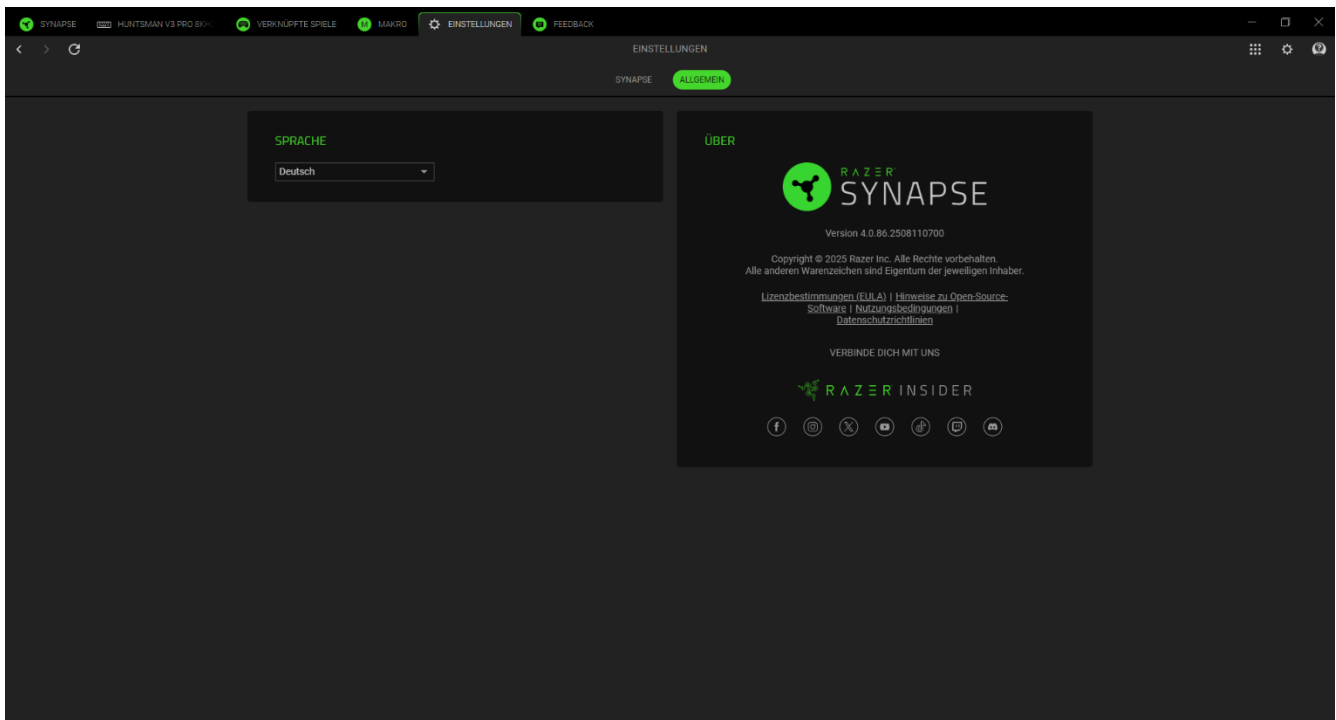 SYNAPSE
HUNTSMAN V3 PRO 8KH
VERKNÜPFTE SPIELE
M
MAKRO
EINSTELLUNGEN
FEEDBACK
EINSTELLUNGEN
SYNAPSE
ALLGEMEIN
SPRACHE
Deutsch
ÜBER
RAZER
SYNAPSE
Version 4.0.86.2508110700
Copyright © 2025 Razer Inc. Alle Rechte vorbehalten.
Alle anderen Warenzeichen sind Eigentum der jeweiligen Inhaber.
Lizenzbestimmungen (EULA) | Hinweise zu Open-Source-
Software | Nutzungsbedingungen |
Datenschutzrichtlinien
VERBINDE DICH MIT UNS
RAZER INSIDER